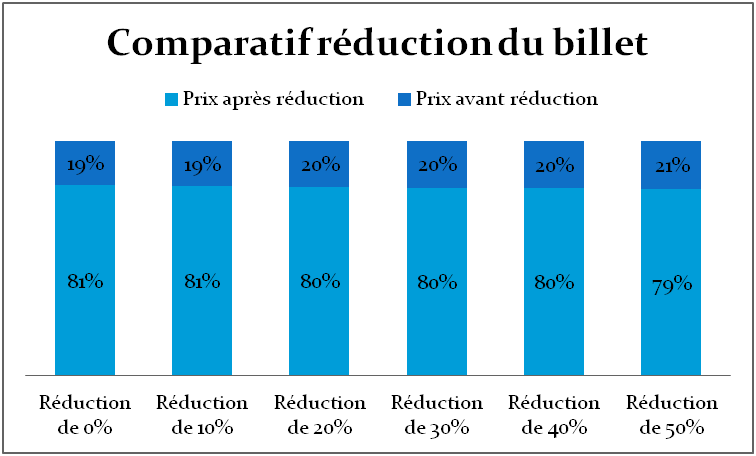 Comparatif réduction du billet
Prix après réduction Prix avant réduction
19% 19% 20% 20% 20% 21%
81% 81% 80% 80% 80% 79%
Réduction Réduction Réduction Réduction Réduction Réduction
de 0% de 10% de 20% de 30% de 40% de 50%